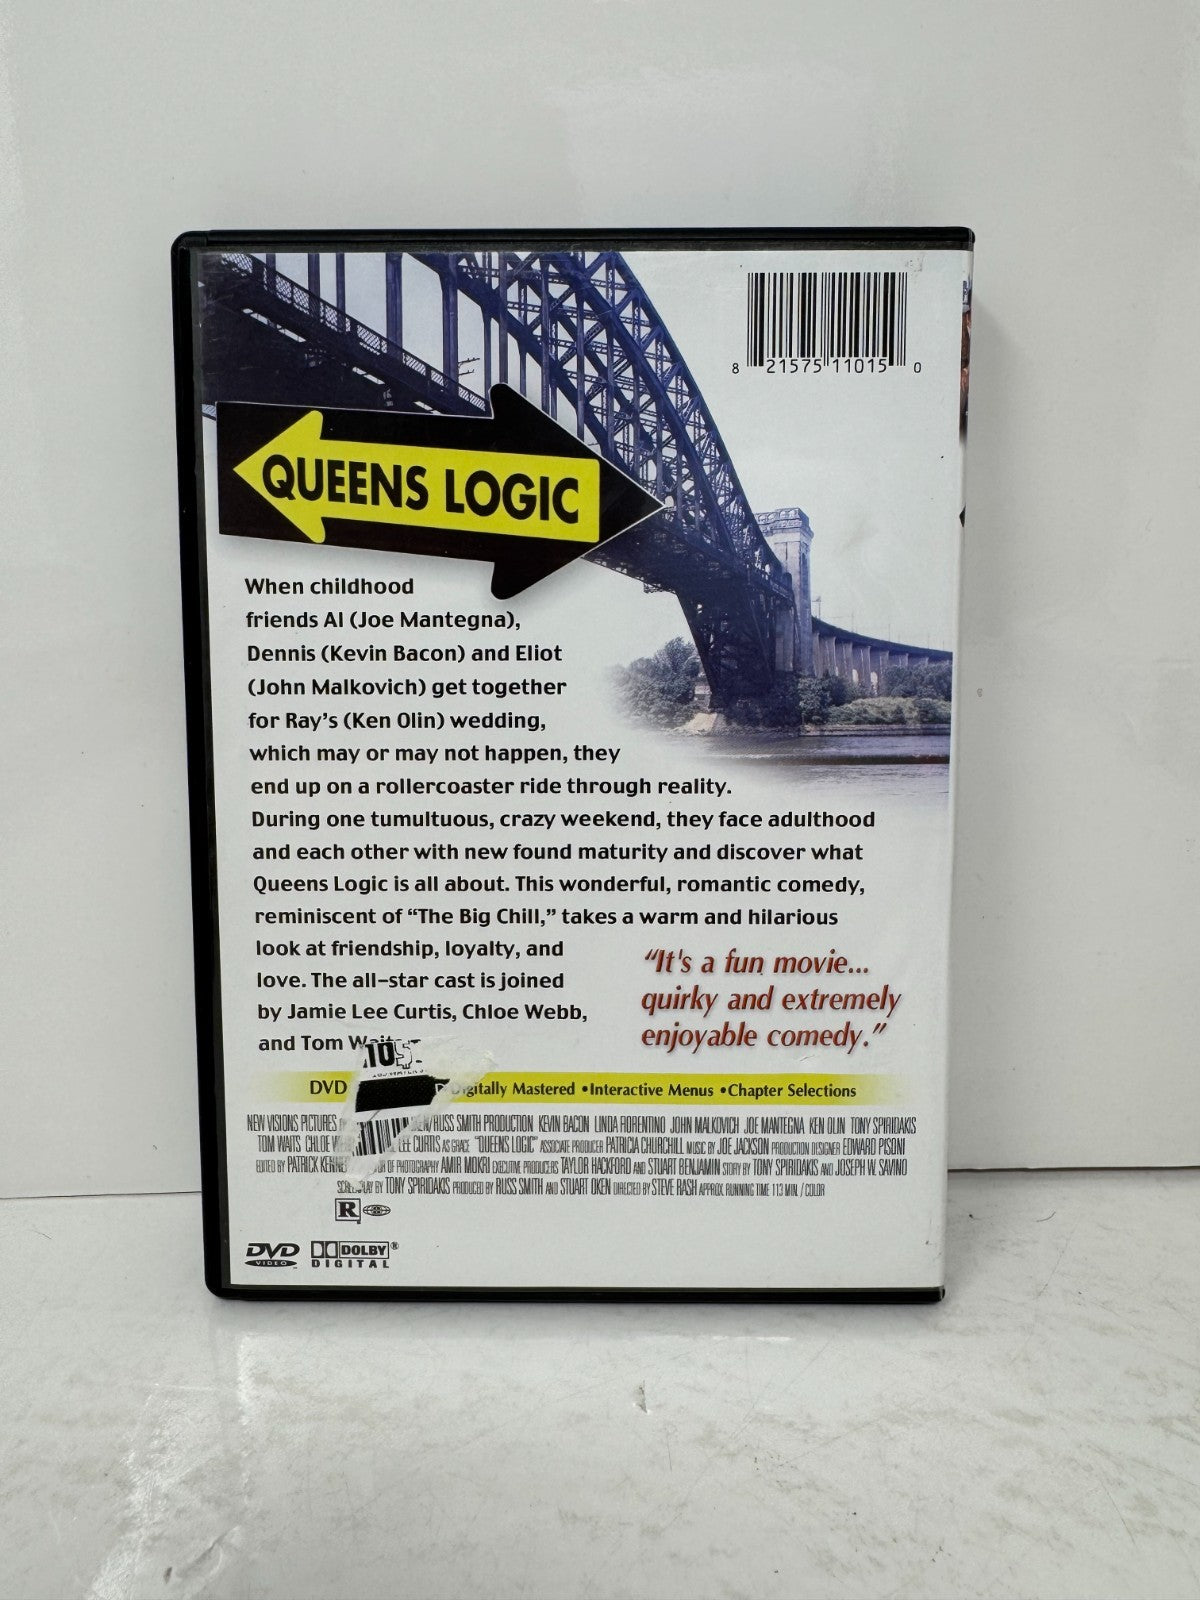 8 21575 11015 0
QUEENS LOGIC
When childhood
friends Al (Joe Mantegna),
Dennis (Kevin Bacon) and Eliot
(John Malkovich) get together
for Ray's (Ken Olin) wedding,
which may or may not happen, they
end up on a rollercoaster ride through reality.
During one tumultuous, crazy weekend, they face adulthood
and each other with new found maturity and discover what
Queens Logic is all about. This wonderful, romantic comedy,
reminiscent of “The Big Chill,” takes a warm and hilarious
look at friendship, loyalty, and
love. The all-star cast is joined
by Jamie Lee Curtis, Chloe Webb,
and Tom
“It's a fun movie...
quirky and extremely
enjoyable comedy.”
DVD Digitally Mastered •Interactive Menus •Chapter Selections
NEW VISIONS PICTURES /RUSS SMITH PRODUCTION KEVIN BACON LINDA FIORENTINO JOHN MALKOVICH JOE MANTEGNA KEN OLIN TONY SPIRIDAKIS
TOM WAITS CHLOE LEE CURTIS AS GRACE "QUEENS LOGIC" ASSOCIATE PRODUCER PATRICIA CHURCHILL MUSIC BY JOE JACKSON PRODUCTION DESIGNER EDWARD PISONI
EDITED BY PATRICK OF PHOTOGRAPHY AMIR MOKRI EXECUTIVE PRODUCERS TAYLOR HACKFORD AND STUART BENJAMIN STORY BY TONY SPIRIDAKIS AND JOSEPH W. SAVINO
SCREENPLAY BY TONY SPIRIDAKIS PRODUCED BY RUSS SMITH AND STUART OKEN DIRECTED BY STEVE RASH APPROX. RUNNING TIME 113 MIN. / COLOR
R
DVD VIDEO DOLBY DIGITAL ®